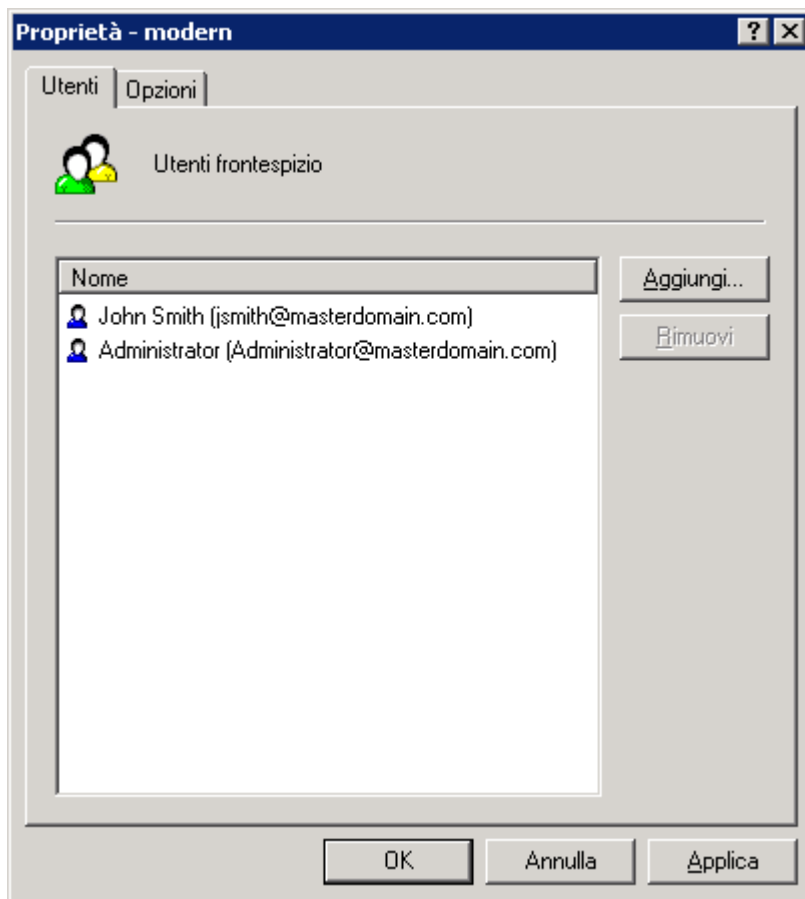 Proprietà - modern
Utenti Opzioni
Utenti frontespizio
Nome
John Smith (jsmith@masterdomain.com)
Administrator (Administrator@masterdomain.com)
Aggiungi...
Rimuovi
OK Annulla Applica